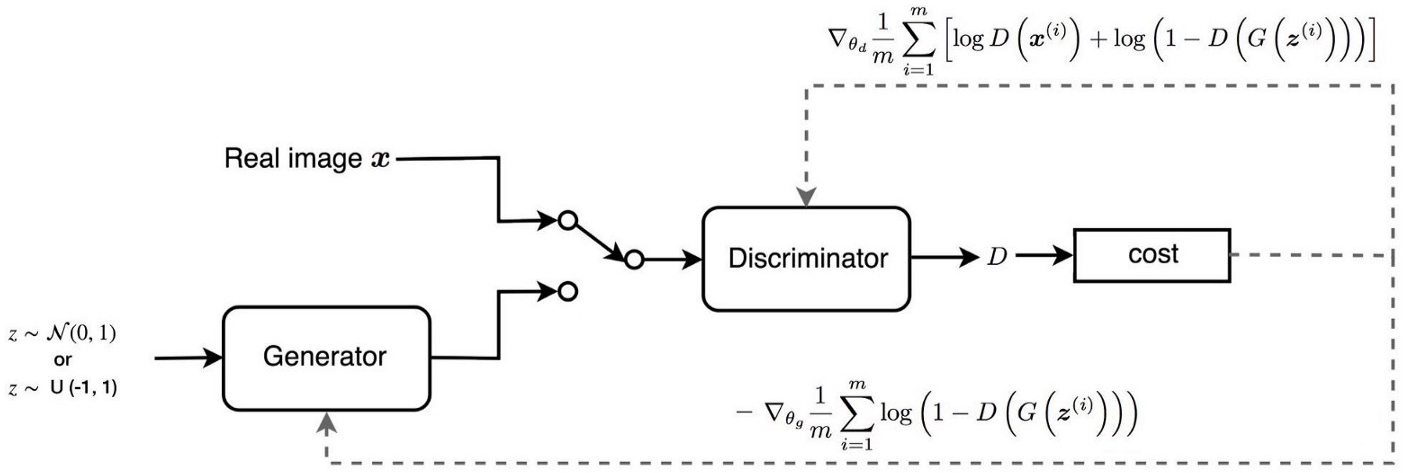 ∇θ_d 1/m ∑_{i=1}^{m} [log D (x^{(i)}) + log (1 − D (G (z^{(i)})))]
Real image x
Discriminator
D
cost
z ∼ 𝒩(0, 1)
or
z ∼ U (-1, 1)
Generator
− ∇θ_g 1/m ∑_{i=1}^{m} log (1 − D (G (z^{(i)})))